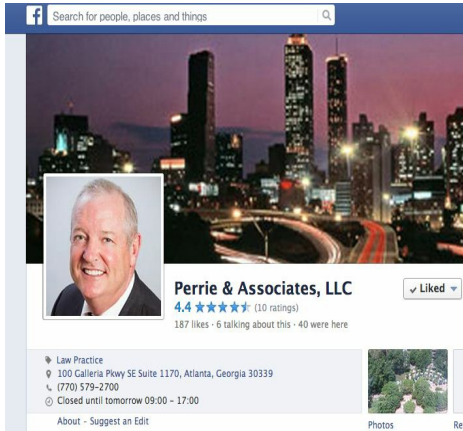 f Search for people, places and things
Perrie & Associates, LLC
Liked
4.4 (10 ratings)
187 likes · 6 talking about this · 40 were here
Law Practice
100 Galleria Pkwy SE Suite 1170, Atlanta, Georgia 30339
(770) 579-2700
Closed until tomorrow 09:00 - 17:00
About - Suggest an Edit
Photos
Re